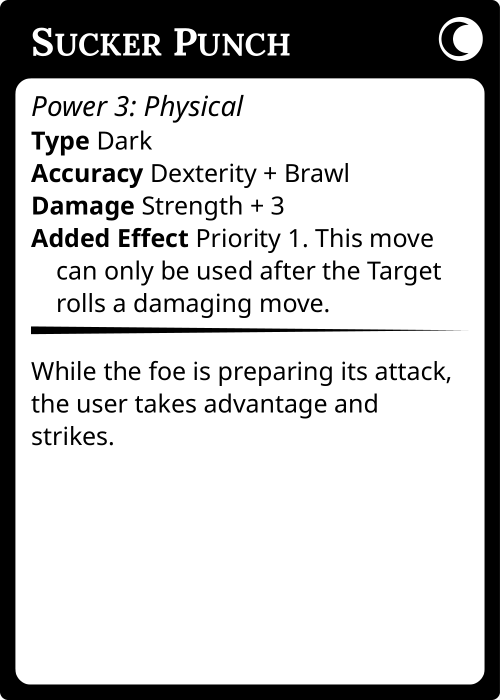 Sucker Punch
Power 3: Physical
Type Dark
Accuracy Dexterity + Brawl
Damage Strength + 3
Added Effect Priority 1. This move
can only be used after the Target
rolls a damaging move.
While the foe is preparing its attack,
the user takes advantage and
strikes.